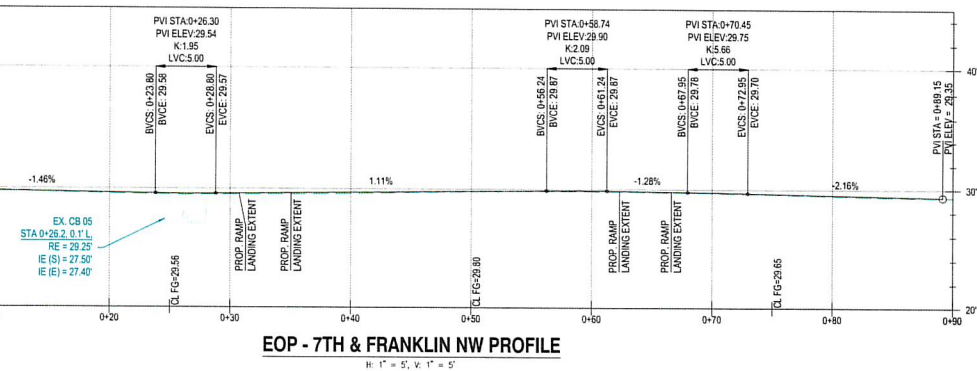 PVI STA:0+26.30
PVI ELEV:29.54
K:1.95
LVC:5.00
BVCS: 0+23.80
BVCE: 29.58
EVCS: 0+28.80
EVCE: 29.57
PVI STA:0+58.74
PVI ELEV:29.90
K:2.09
LVC:5.00
BVCS: 0+56.24
BVCE: 29.87
EVCS: 0+61.24
EVCE: 29.87
PVI STA:0+70.45
PVI ELEV:29.75
K:5.66
LVC:5.00
BVCS: 0+67.95
BVCE: 29.78
EVCS: 0+72.95
EVCE: 29.70
PVI STA = 0+89.15
PVI ELEV = 29.35
40'
-1.46%
1.11%
-1.28%
-2.16%
30'
EX. CB 05
STA 0+26.2, 0.1' L,
RE = 29.25'
IE (S) = 27.50'
IE (E) = 27.40'
PROP. RAMP
LANDING EXTENT
PROP. RAMP
LANDING EXTENT
PROP. RAMP
LANDING EXTENT
PROP. RAMP
LANDING EXTENT
CL FG=29.56
CL FG=29.80
CL FG=29.65
20'
0+20
0+30
0+40
0+50
0+60
0+70
0+80
0+90
EOP - 7TH & FRANKLIN NW PROFILE
H: 1" = 5', V: 1" = 5'